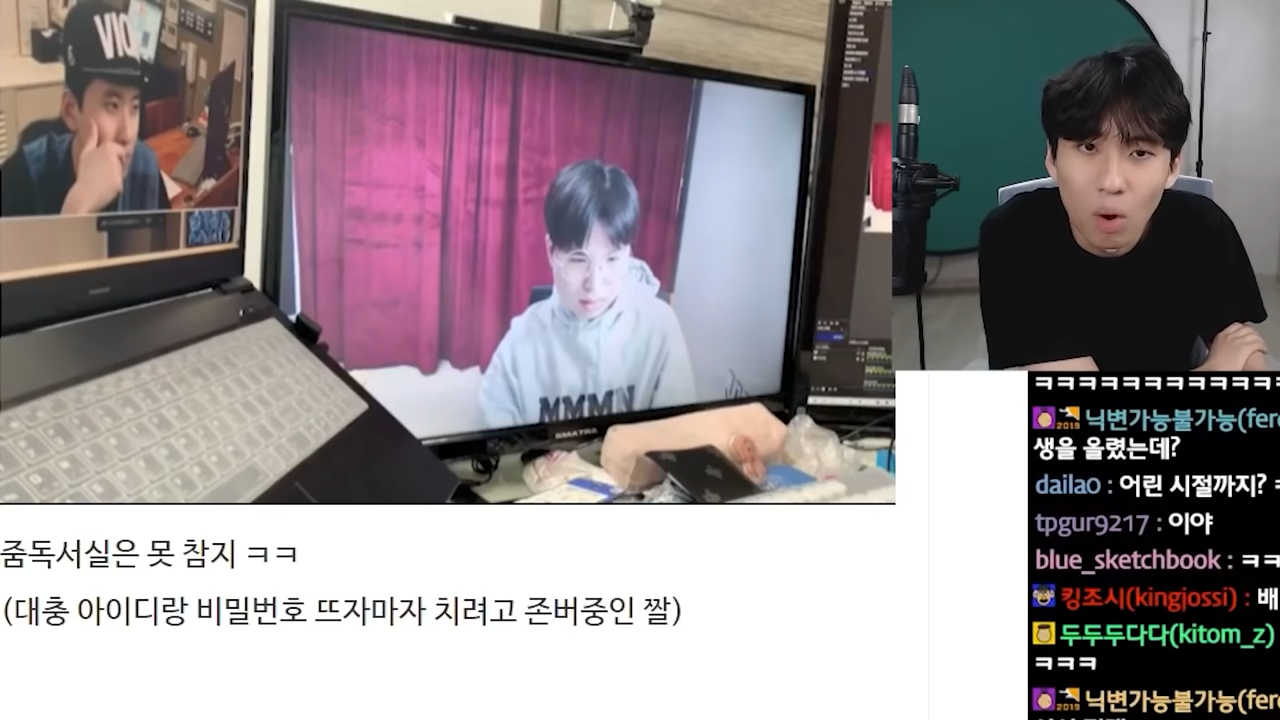 VIC
MMMN
줌독서실은 못 참지 ㅋㅋ
(대충 아이디랑 비밀번호 뜨자마자 치려고 존버중인 짤)
ㅋㅋㅋㅋㅋㅋㅋㅋㅋㅋㅋ
2019 닉변가능불가능(fer
생을 올렸는데?
dailao : 어린 시절까지?
tpgur9217 : 이야
blue_sketchbook : ㅋㅋ
킹조시(kingjossi) : 배
두두두다다(kitom_z)
ㅋㅋㅋ
2019 닉변가능불가능(fer